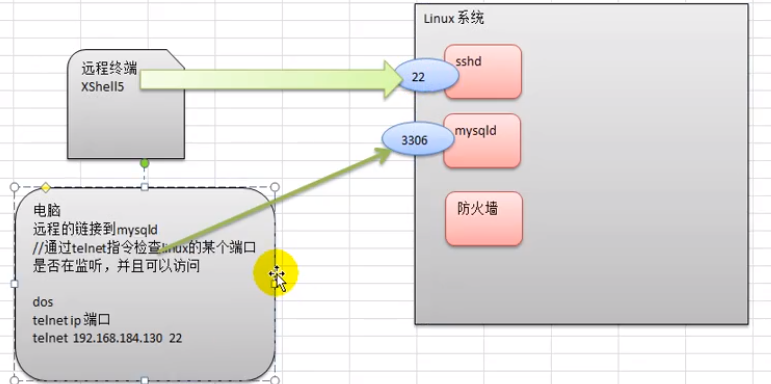 Linux 系统
远程终端
XShell5
22
sshd
3306
mysqld
防火墙
电脑
远程的链接到mysqld
//通过telnet指令检查linux的某个端口
是否在监听，并且可以访问
dos
telnet ip 端口
telnet 192.168.184.130 22